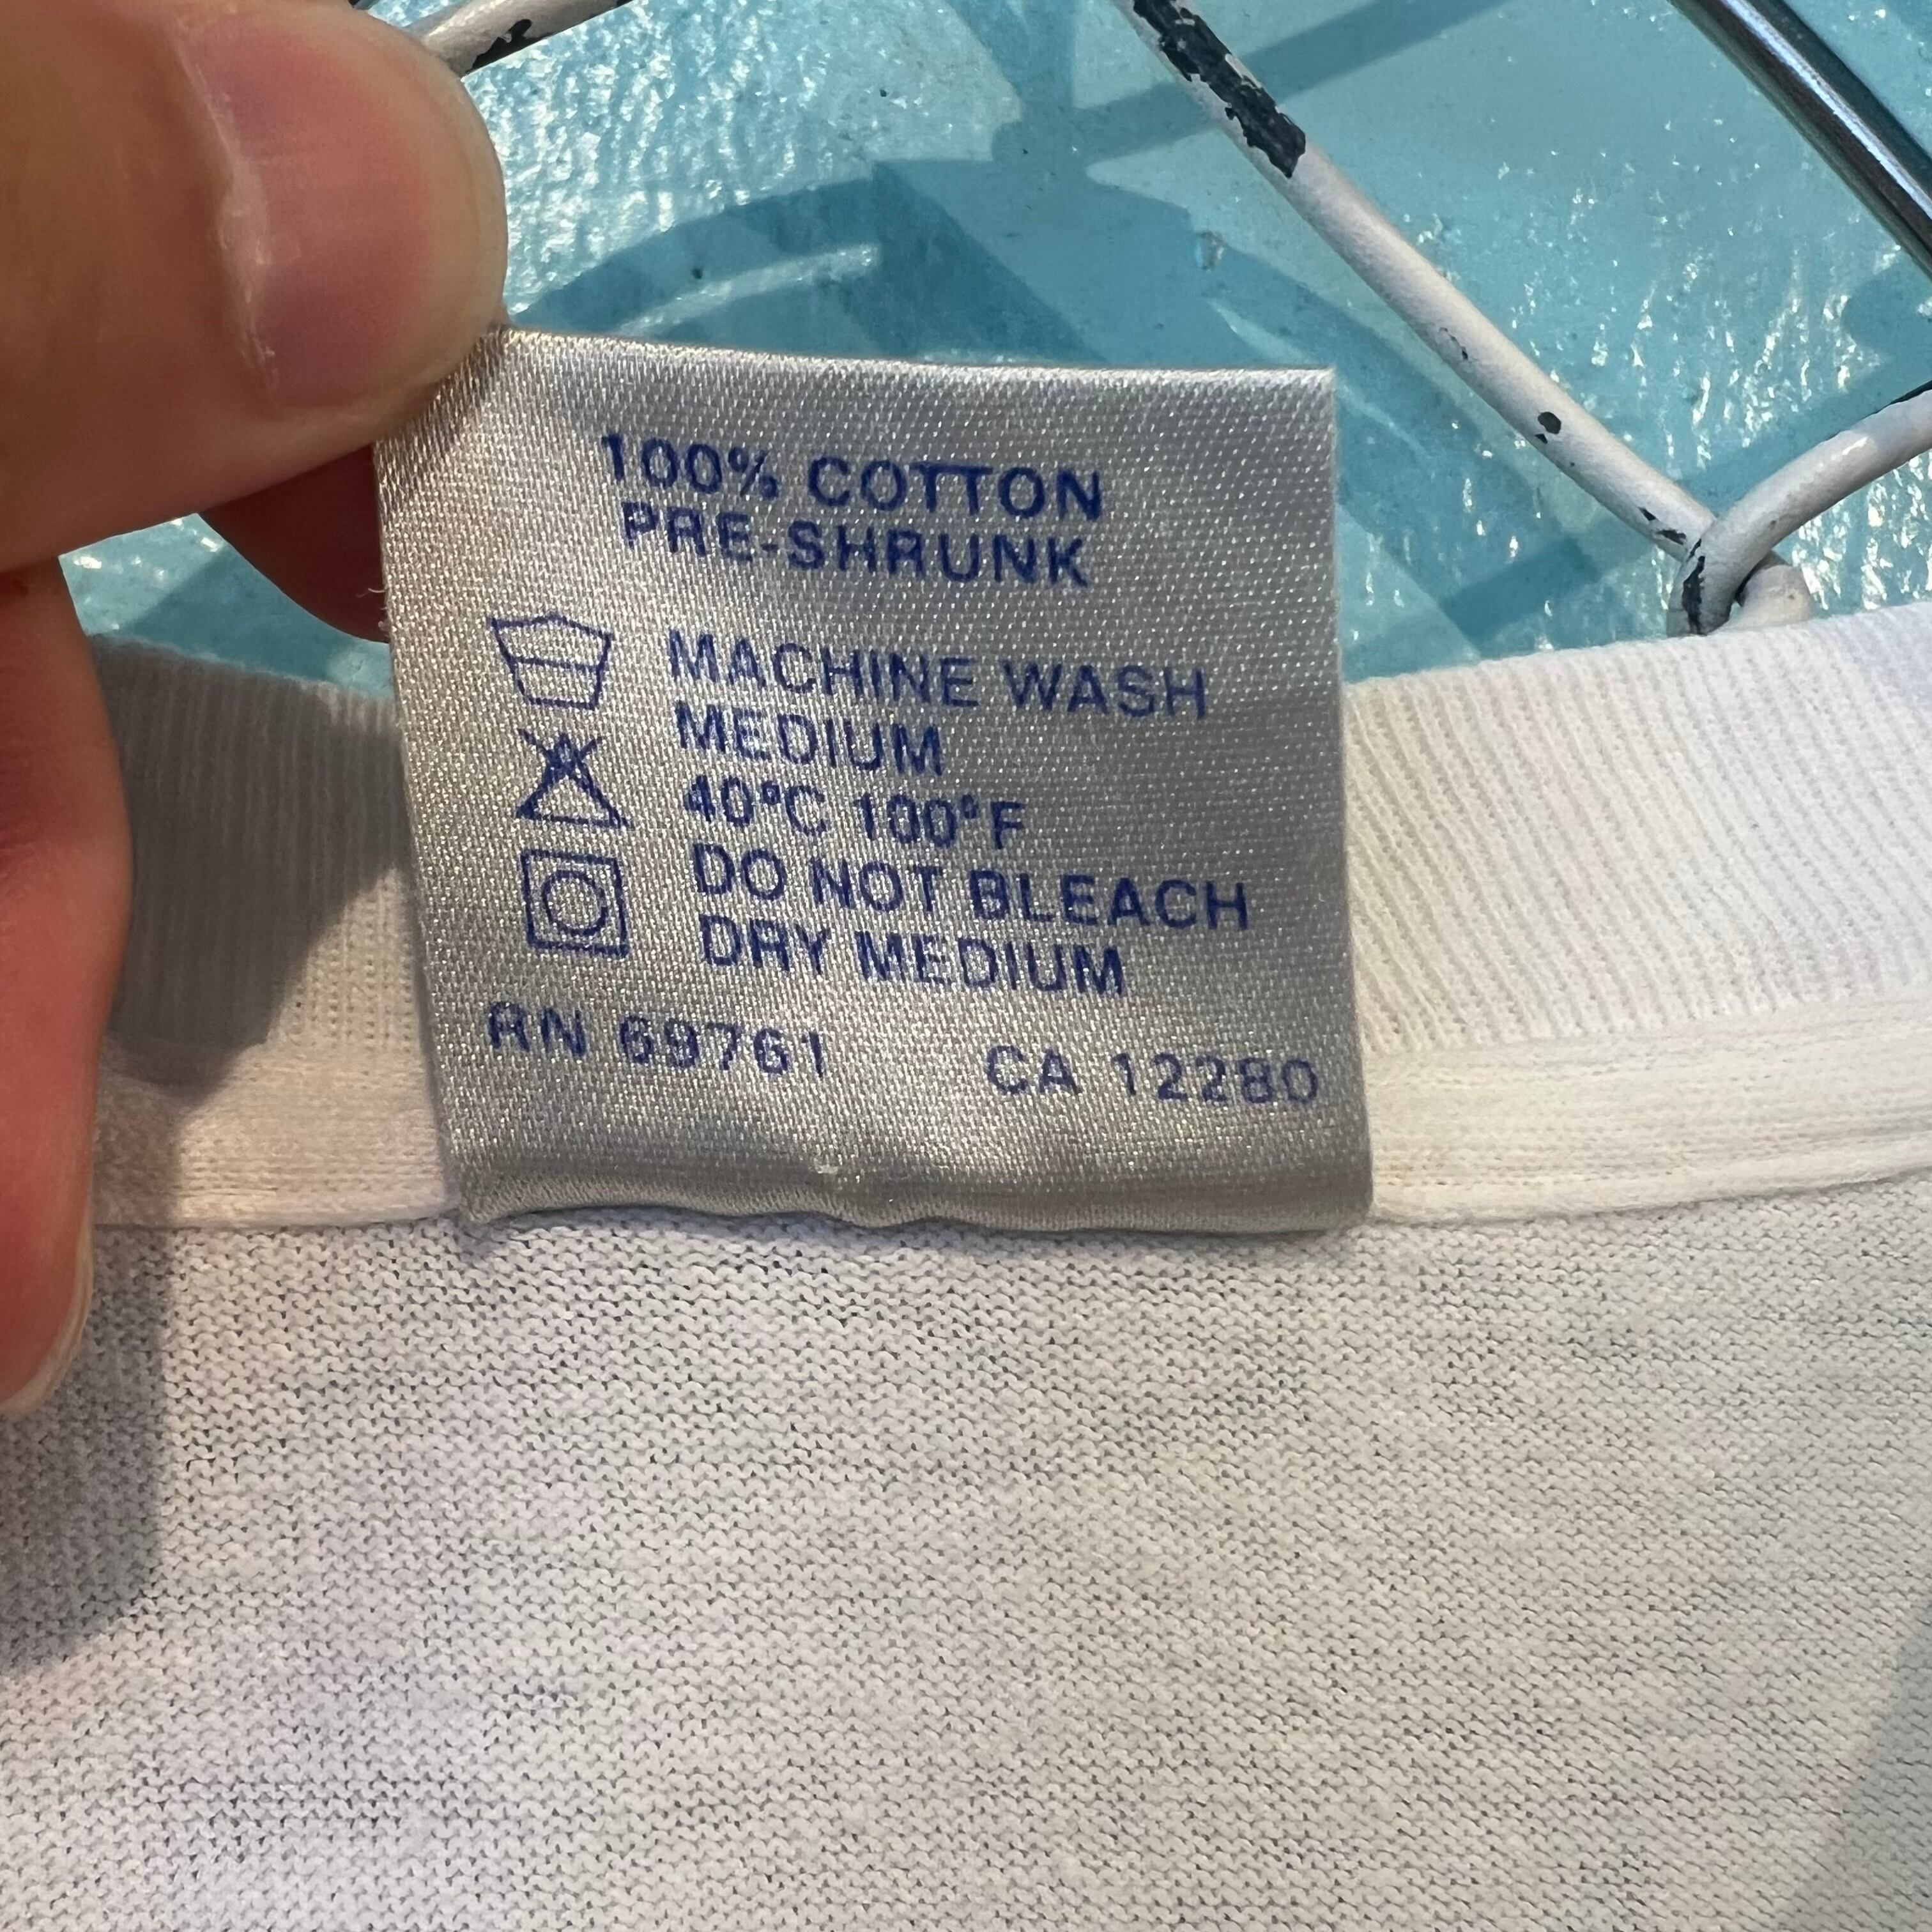 100% COTTON
PRE-SHRUNK
MACHINE WASH
MEDIUM
40°C 100°F
DO NOT BLEACH
DRY MEDIUM
RN 69761 CA 12280